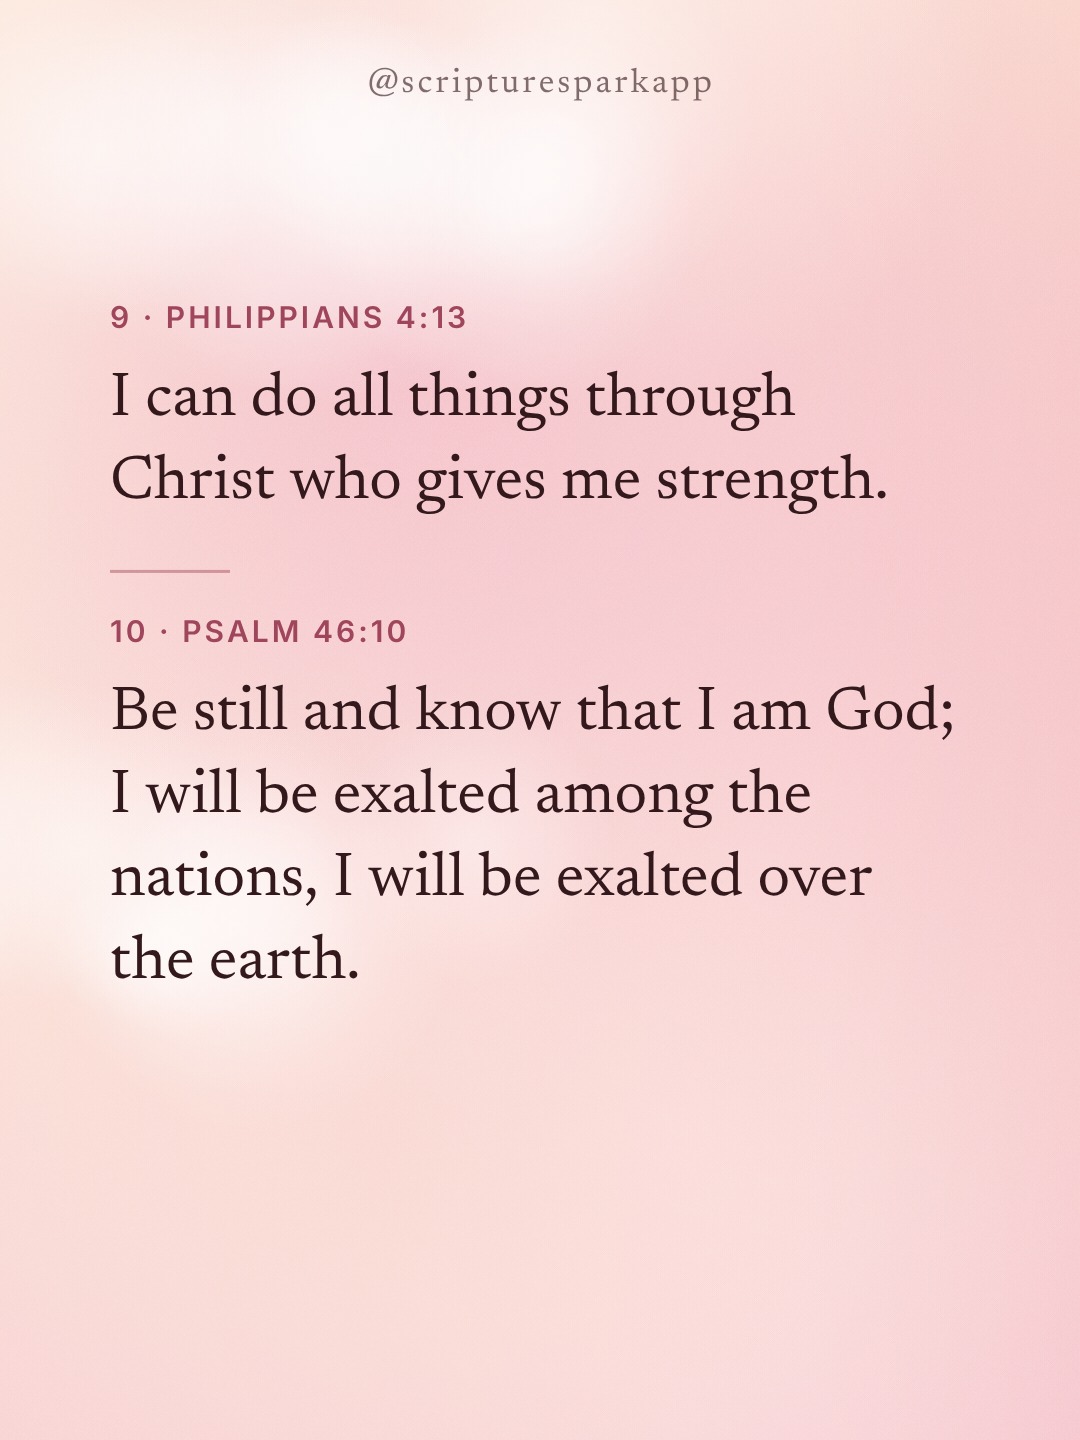 @scripturesparkapp
9 · PHILIPPIANS 4:13
I can do all things through
Christ who gives me strength.
10 · PSALM 46:10
Be still and know that I am God;
I will be exalted among the
nations, I will be exalted over
the earth.